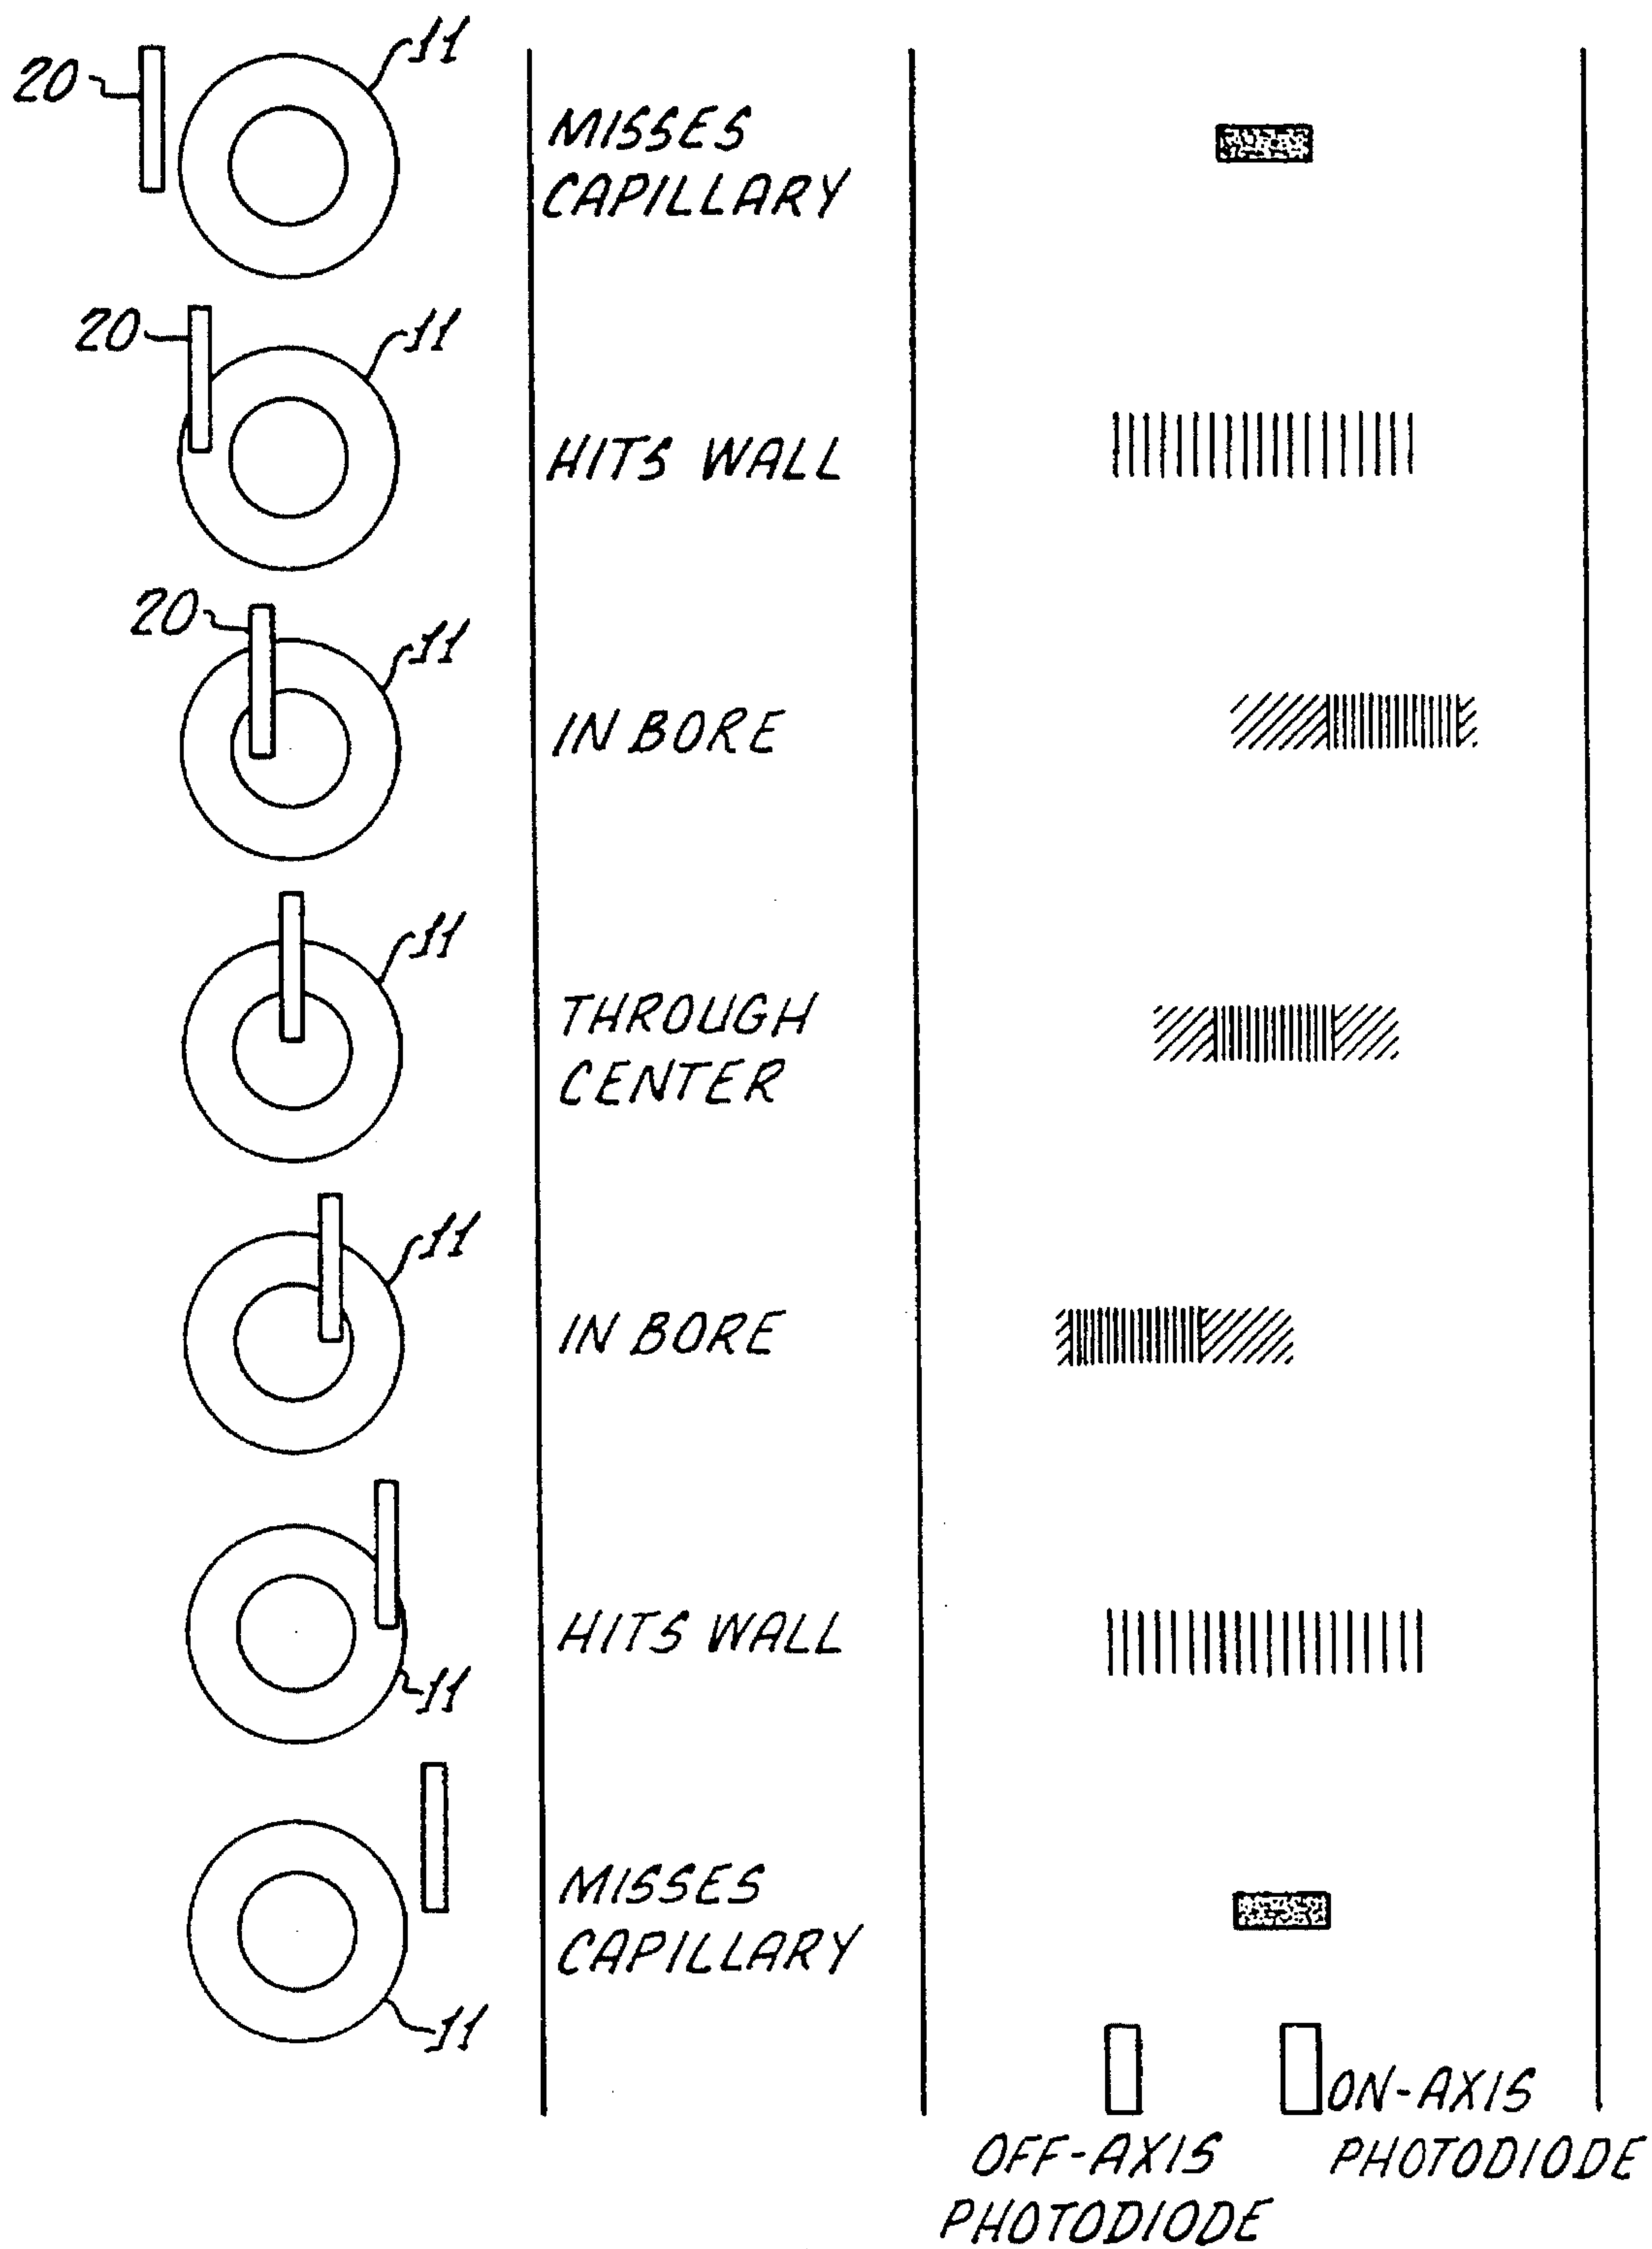 20
11
MISSES
CAPILLARY
20
11
HITS WALL
20
11
IN BORE
11
THROUGH
CENTER
11
IN BORE
11
HITS WALL
11
MISSES
CAPILLARY
11
ON-AXIS
PHOTODIODE
OFF-AXIS
PHOTODIODE